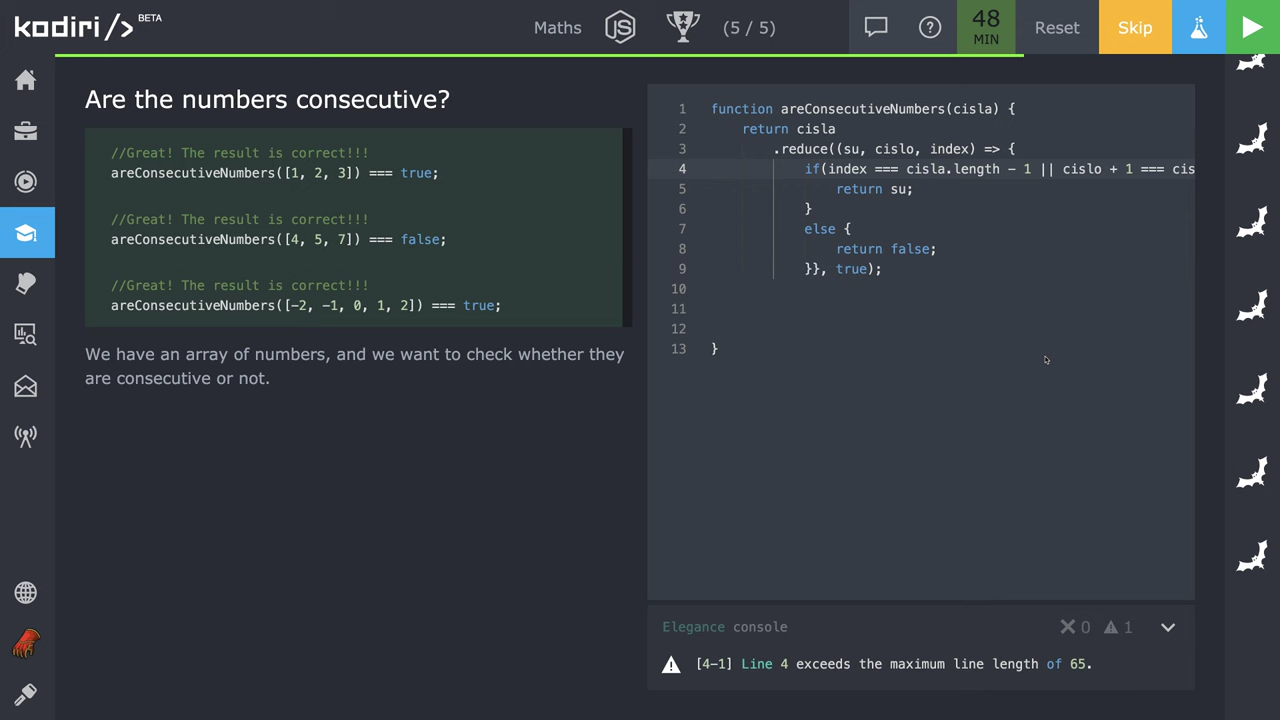 kodiri/> BETA
Maths
(5 / 5)
48
MIN
Reset
Skip
Are the numbers consecutive?
//Great! The result is correct!!!
areConsecutiveNumbers([1, 2, 3]) === true;
//Great! The result is correct!!!
areConsecutiveNumbers([4, 5, 7]) === false;
//Great! The result is correct!!!
areConsecutiveNumbers([-2, -1, 0, 1, 2]) === true;
We have an array of numbers, and we want to check whether they
are consecutive or not.
1 function areConsecutiveNumbers(cisla) {
2 return cisla
3 .reduce((su, cislo, index) => {
4 if(index === cisla.length - 1 || cislo + 1 === cis
5 return su;
6 }
7 else {
8 return false;
9 }}, true);
10
11
12
13 }
Elegance console
0
1
[4-1] Line 4 exceeds the maximum line length of 65.